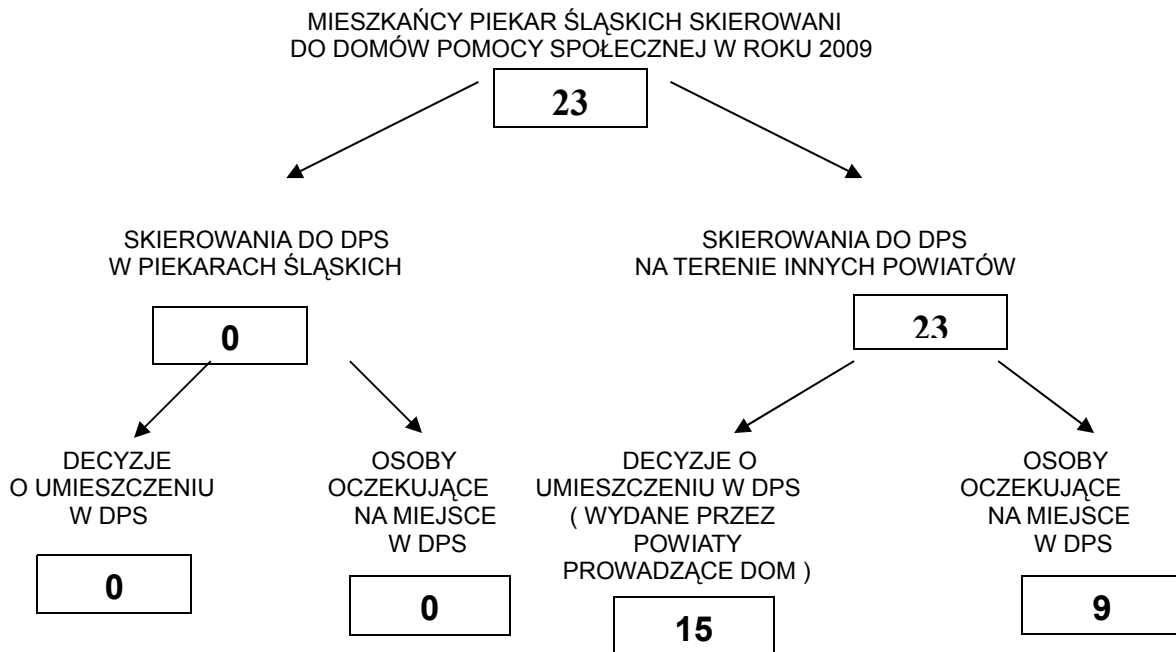 MIESZKAŃCY PIEKAR ŚLĄSKICH SKIEROWANI
DO DOMÓW POMOCY SPOŁECZNEJ W ROKU 2009
23
SKIEROWANIA DO DPS
W PIEKARACH ŚLĄSKICH
0
SKIEROWANIA DO DPS
NA TERENIE INNYCH POWIATÓW
23
DECYZJE
O UMIESZCZENIU
W DPS
0
OSOBY
OCZEKUJĄCE
NA MIEJSCE
W DPS
0
DECYZJE O
UMIESZCZENIU W DPS
( WYDANE PRZEZ
POWIATY
PROWADZĄCE DOM )
15
OSOBY
OCZEKUJĄCE
NA MIEJSCE
W DPS
9